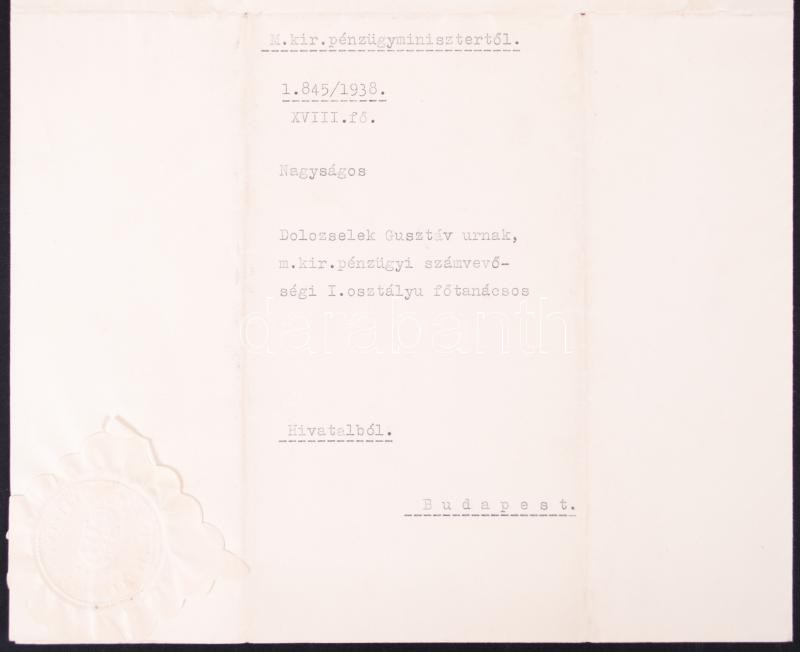 M.kir.pénzügyminisztertől.
1.845/1938.
XVIII.fő.
Nagyságos
Dolozselek Gusztáv urnak,
m.kir.pénzügyi számvevő-
ségi I.osztályu főtanácsos
darabanth
Hivatalból.
Budapest.